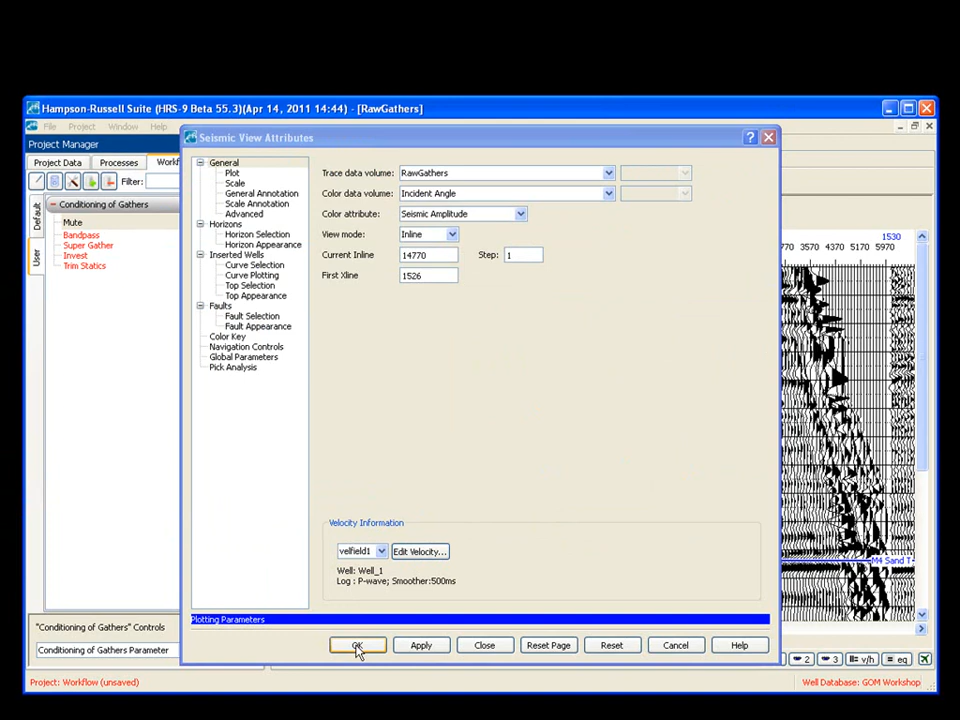 Hampson-Russell Suite (HRS-9 Beta 55.3)(Apr 14, 2011 14:44) - [RawGathers]
File Project Window Help
Project Manager
Project Data Processes Workf
Filter:
Default
User
Conditioning of Gathers
Mute
Bandpass
Super Gather
Invest
Trim Statics
"Conditioning of Gathers" Controls
Conditioning of Gathers Parameter
Seismic View Attributes
General
Plot
Scale
General Annotation
Scale Annotation
Advanced
Horizons
Horizon Selection
Horizon Appearance
Inserted Wells
Curve Selection
Curve Plotting
Top Selection
Top Appearance
Faults
Fault Selection
Fault Appearance
Color Key
Navigation Controls
Global Parameters
Pick Analysis
Trace data volume: RawGathers
Color data volume: Incident Angle
Color attribute: Seismic Amplitude
View mode: Inline
Current Inline 14770 Step: 1
First Xline 1526
Velocity Information
velfield1 Edit Velocity...
Well: Well_1
Log : P-wave; Smoother:500ms
Plotting Parameters
OK Apply Close Reset Page Reset Cancel Help
1530
770 3570 4370 5170 5970
M4 Sand T
2 3 v/h eq
Project: Workflow (unsaved)
Well Database: GOM Workshop